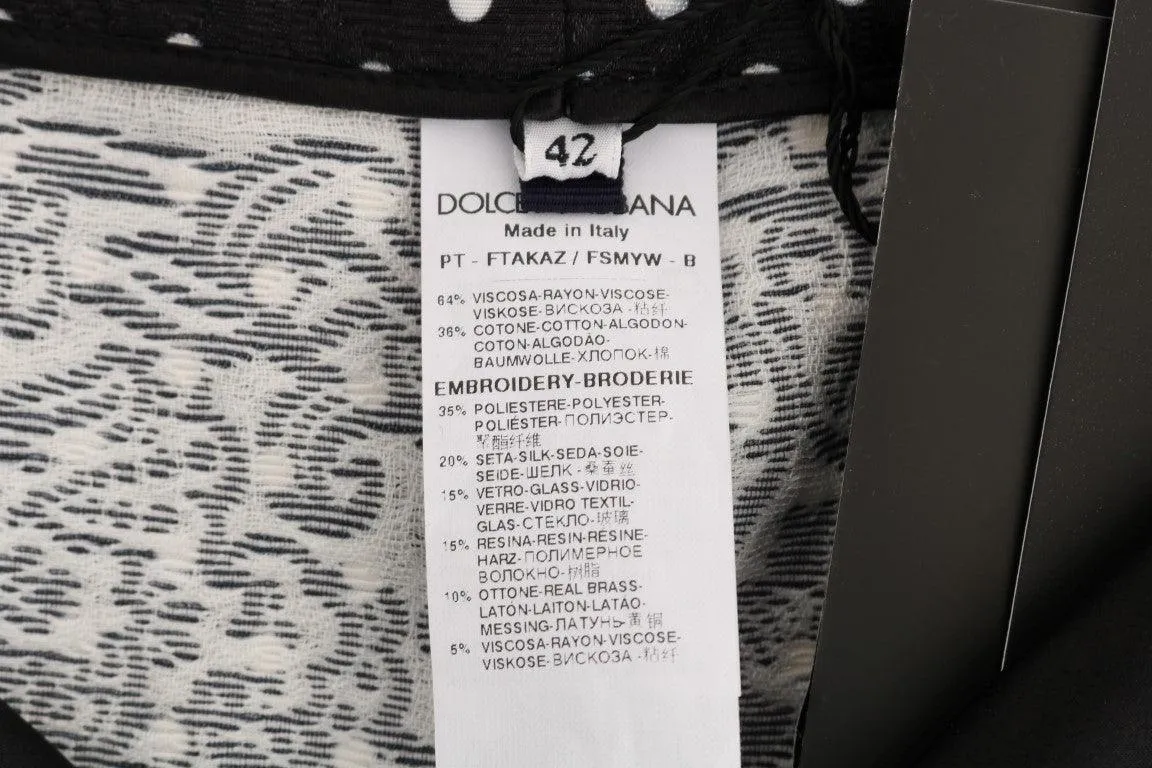 42
DOLCE BANA
Made in Italy
PT - FTAKAZ / FSMYW - B
64% VISCOSA-RAYON-VISCOSE-
VISKOSE-ВИСКОЗА -粘纤
36% COTONE-COTTON-ALGODON-
COTON-ALGODÃO-
BAUMWOLLE-ХЛОПОК-棉
EMBROIDERY-BRODERIE
35% POLIESTERE-POLYESTER-
POLIÉSTER-ПОЛИЭСТЕР-
聚酯纤维
20% SETA-SILK-SEDA-SOIE-
SEIDE-ШЕЛК -桑蚕丝
15% VETRO-GLASS-VIDRIO-
VERRE-VIDRO TEXTIL-
GLAS-СТЕКЛО-玻璃
15% RESINA-RESIN-RÉSINE-
HARZ-ПОЛИМЕРНОЕ
ВОЛОКНО-树脂
10% OTTONE-REAL BRASS-
LATÓN-LAITON-LATAO-
MESSING-ЛАТУНЬ-黄铜
5% VISCOSA-RAYON-VISCOSE-
VISKOSE-ВИСКОЗА -粘纤